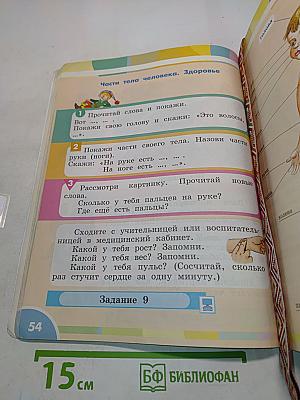 Части тела человека. Здоровье
1 Прочитай слова и покажи.
Вот ..., ... .
Покажи свою голову и скажи: «Это волосы,
...».
2 Покажи части своего тела. Назови части
руки (ноги).
Скажи: «На руке есть ..., ... .
На ноге есть ...».
3 Рассмотри картинку. Прочитай новые
слова.
Сколько у тебя пальцев на руке?
Где ещё есть пальцы?
Сходите с учительницей или воспитатель-
ницей в медицинский кабинет.
Какой у тебя рост? Запомни.
Какой у тебя вес? Запомни.
Какой у тебя пульс? (Сосчитай, сколько
раз стучит сердце за одну минуту.)
Задание 9
54
15 см
БФ БИБЛИОФАН